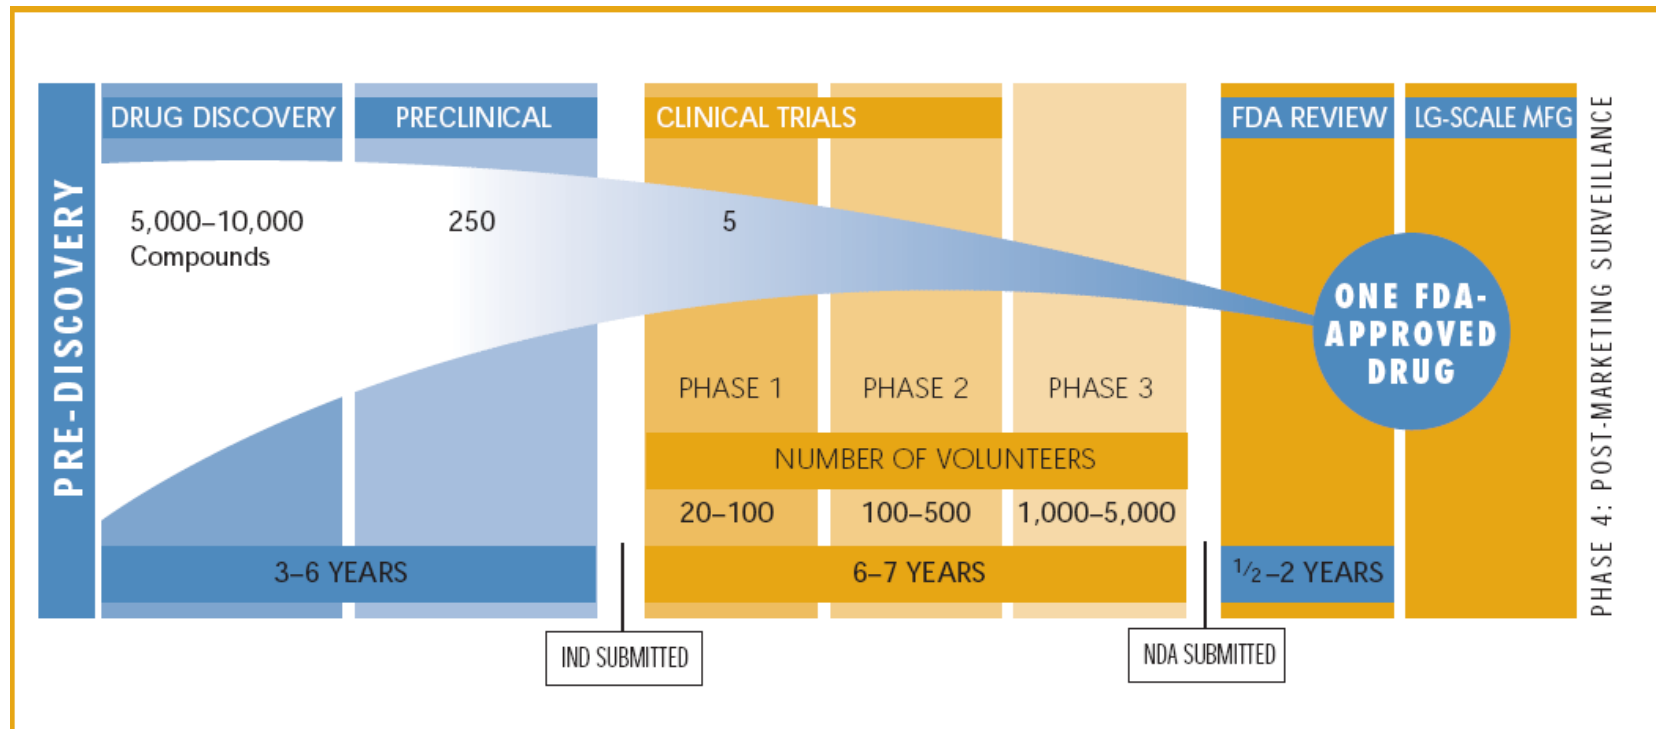 PRE-DISCOVERY
DRUG DISCOVERY
PRECLINICAL
CLINICAL TRIALS
FDA REVIEW
LG-SCALE MFG
5,000–10,000
Compounds
250
5
ONE FDA-
APPROVED
DRUG
PHASE 1
PHASE 2
PHASE 3
NUMBER OF VOLUNTEERS
20–100
100–500
1,000–5,000
3–6 YEARS
6–7 YEARS
1/2–2 YEARS
IND SUBMITTED
NDA SUBMITTED
PHASE 4: POST-MARKETING SURVEILLANCE